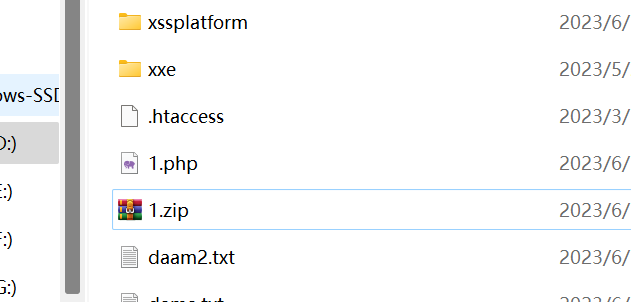 xssplatform 2023/6/
xxe 2023/5/
ows-SSD
.htaccess 2023/3/
D:)
1.php 2023/6/
E:)
1.zip 2023/6/
F:)
daam2.txt 2023/6/
G:)